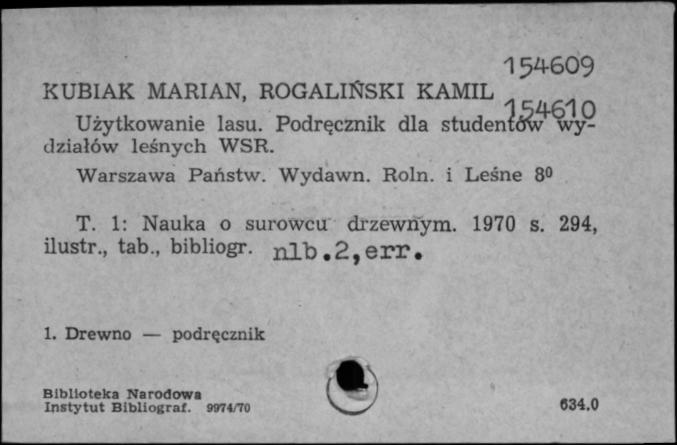 154609
KUBIAK MARIAN, ROGALIŃSKI KAMIL
154610
Użytkowanie lasu. Podręcznik dla studentów wy-
działów leśnych WSR.
Warszawa Państw. Wydawn. Roln. i Leśne 8º
T. 1: Nauka o surowcu drzewnym. 1970 s. 294,
ilustr., tab., bibliogr. nlb.2,err.
1. Drewno — podręcznik
Biblioteka Narodowa
Instytut Bibliograf. 9974/70
634.0